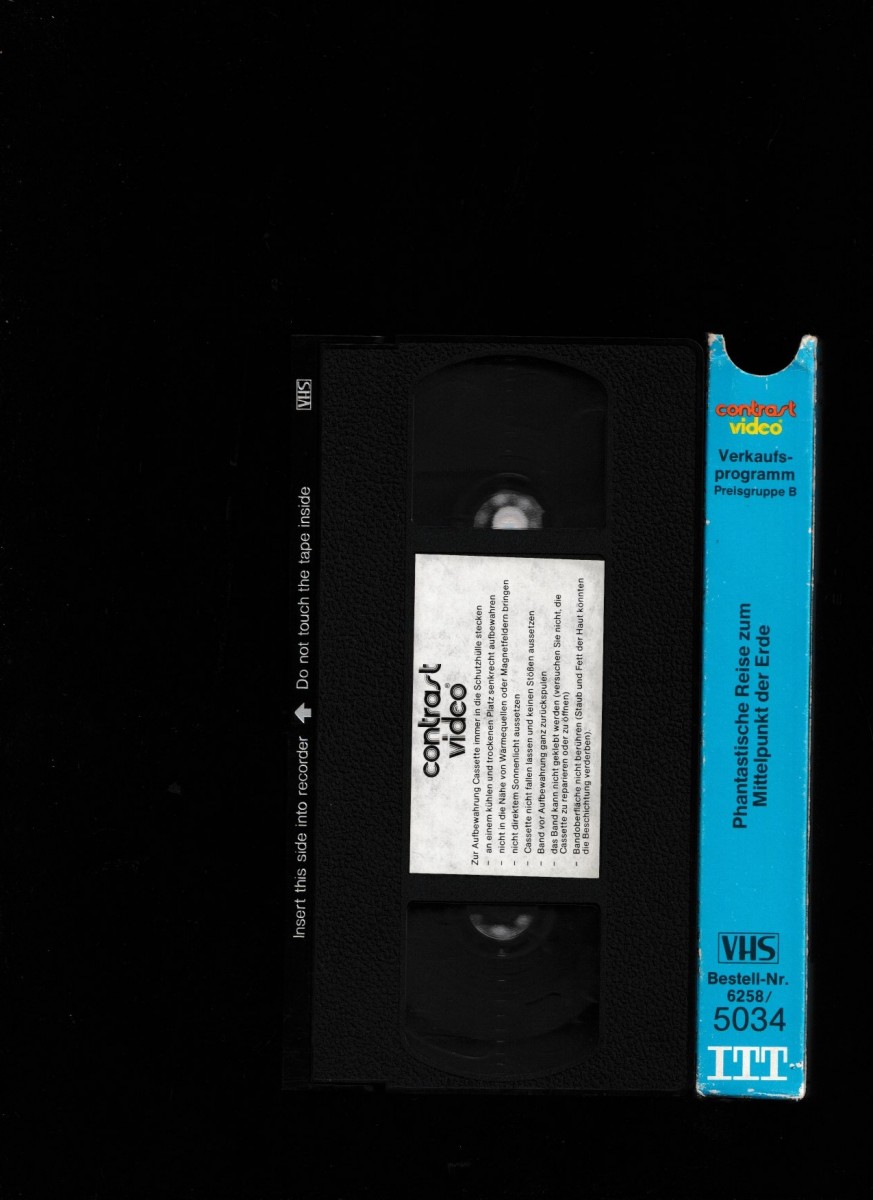 VHS
Insert this side into recorder Do not touch the tape inside
contrast
video
Zur Aufbewahrung Cassette immer in die Schutzhülle stecken
– an einem kühlen und trockenen Platz senkrecht aufbewahren
– nicht in die Nähe von Wärmequellen oder Magnetfeldern bringen
– nicht direktem Sonnenlicht aussetzen
– Cassette nicht fallen lassen und keinen Stößen aussetzen
– Band vor Aufbewahrung ganz zurückspulen
– das Band kann nicht geklebt werden (versuchen Sie nicht, die
Cassette zu reparieren oder zu öffnen)
– Bandoberfläche nicht berühren (Staub und Fett der Haut könnten
die Beschichtung verderben).
contrast
video
Verkaufs-
programm
Preisgruppe B
Phantastische Reise zum
Mittelpunkt der Erde
VHS
Bestell-Nr.
6258/
5034
ITT